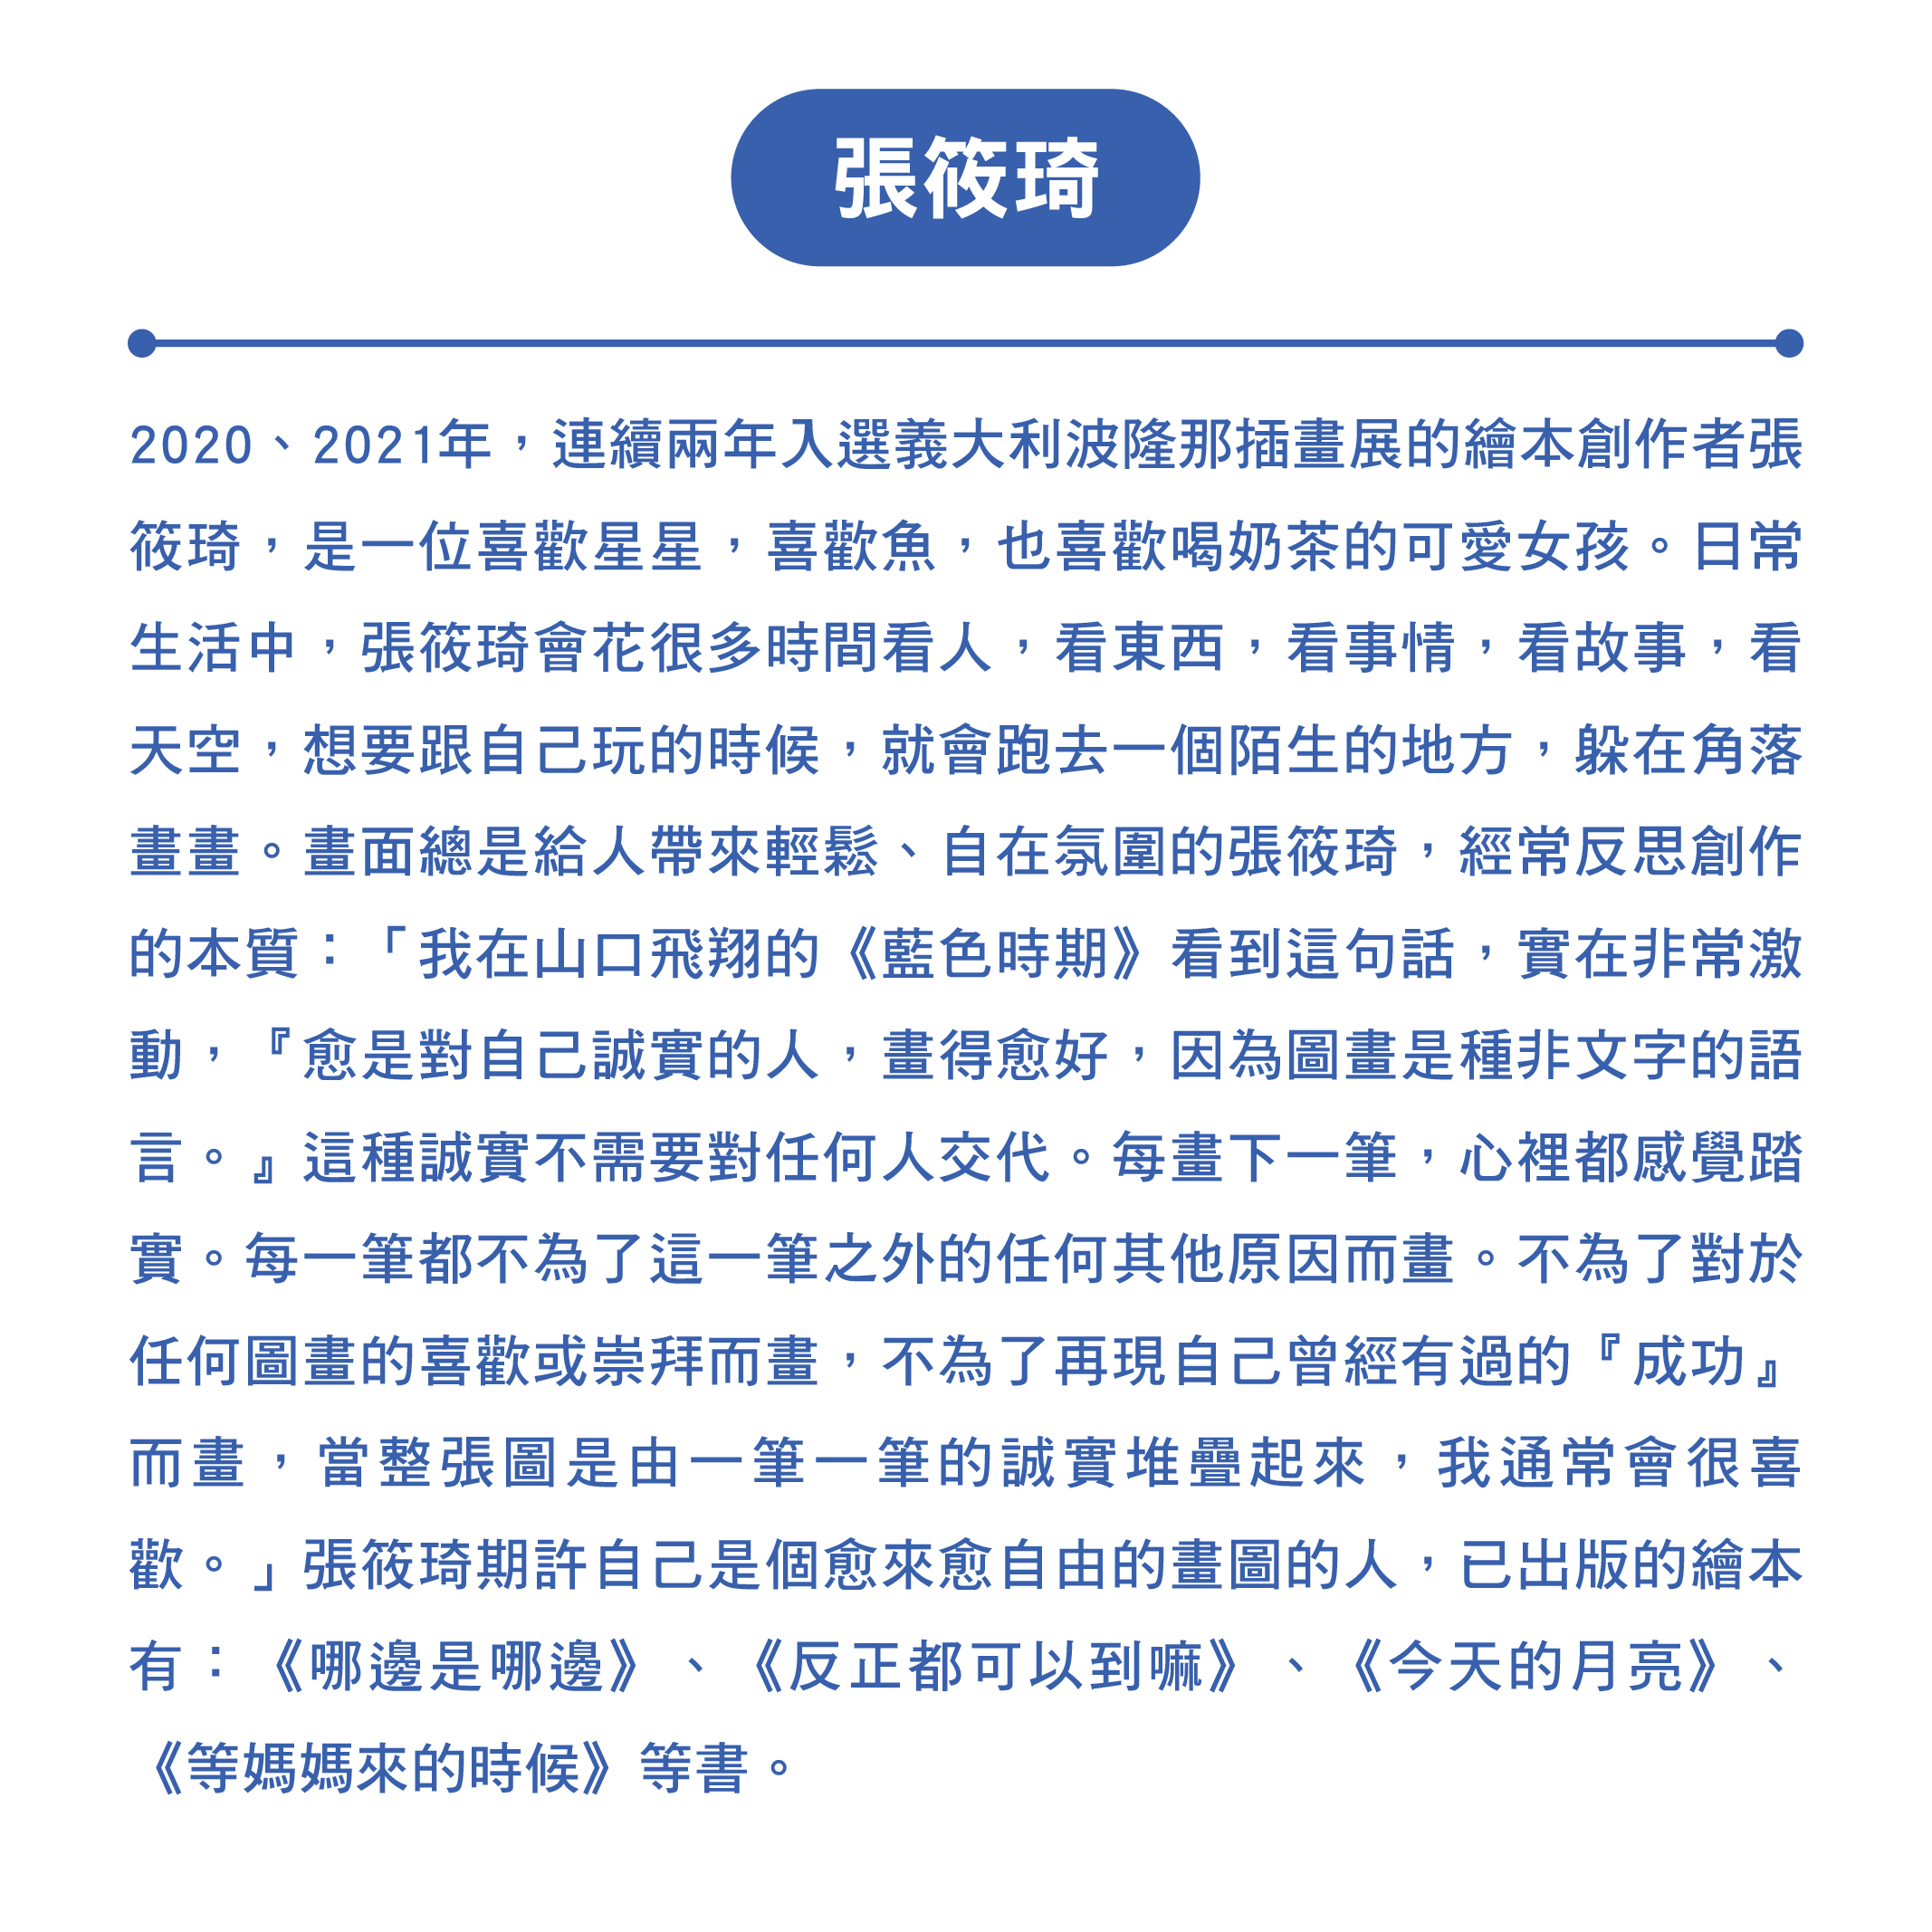 張筱琦
2020、2021年，連續兩年入選義大利波隆那插畫展的繪本創作者張
筱琦，是一位喜歡星星，喜歡魚，也喜歡喝奶茶的可愛女孩。日常
生活中，張筱琦會花很多時間看人，看東西，看事情，看故事，看
天空，想要跟自己玩的時候，就會跑去一個陌生的地方，躲在角落
畫畫。畫面總是給人帶來輕鬆、自在氛圍的張筱琦，經常反思創作
的本質：「我在山口飛翔的《藍色時期》看到這句話，實在非常激
動，『愈是對自己誠實的人，畫得愈好，因為圖畫是種非文字的語
言。』這種誠實不需要對任何人交代。每畫下一筆，心裡都感覺踏
實。每一筆都不為了這一筆之外的任何其他原因而畫。不為了對於
任何圖畫的喜歡或崇拜而畫，不為了再現自己曾經有過的『成功』
而畫，當整張圖是由一筆一筆的誠實堆疊起來，我通常會很喜
歡。」張筱琦期許自己是個愈來愈自由的畫圖的人，已出版的繪本
有：《哪邊是哪邊》、《反正都可以到嘛》、《今天的月亮》、
《等媽媽來的時候》等書。